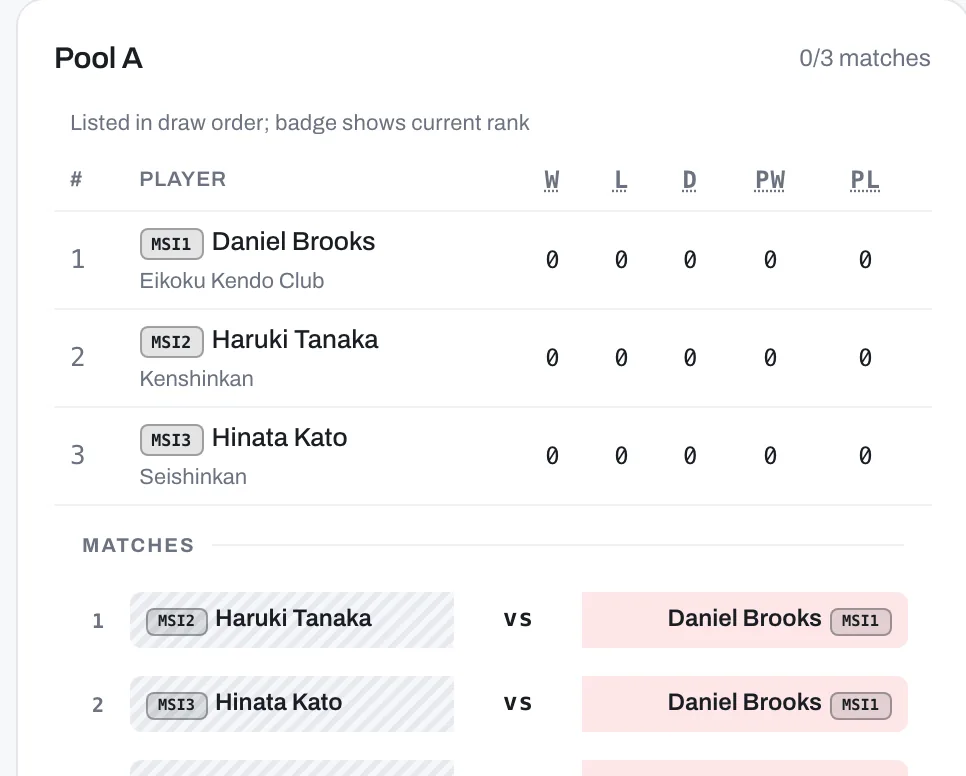 Pool A 0/3 matches
Listed in draw order; badge shows current rank
# PLAYER W L D PW PL
1 MSI1 Daniel Brooks 0 0 0 0 0
Eikoku Kendo Club
2 MSI2 Haruki Tanaka 0 0 0 0 0
Kenshinkan
3 MSI3 Hinata Kato 0 0 0 0 0
Seishinkan
MATCHES
1 MSI2 Haruki Tanaka vs Daniel Brooks MSI1
2 MSI3 Hinata Kato vs Daniel Brooks MSI1